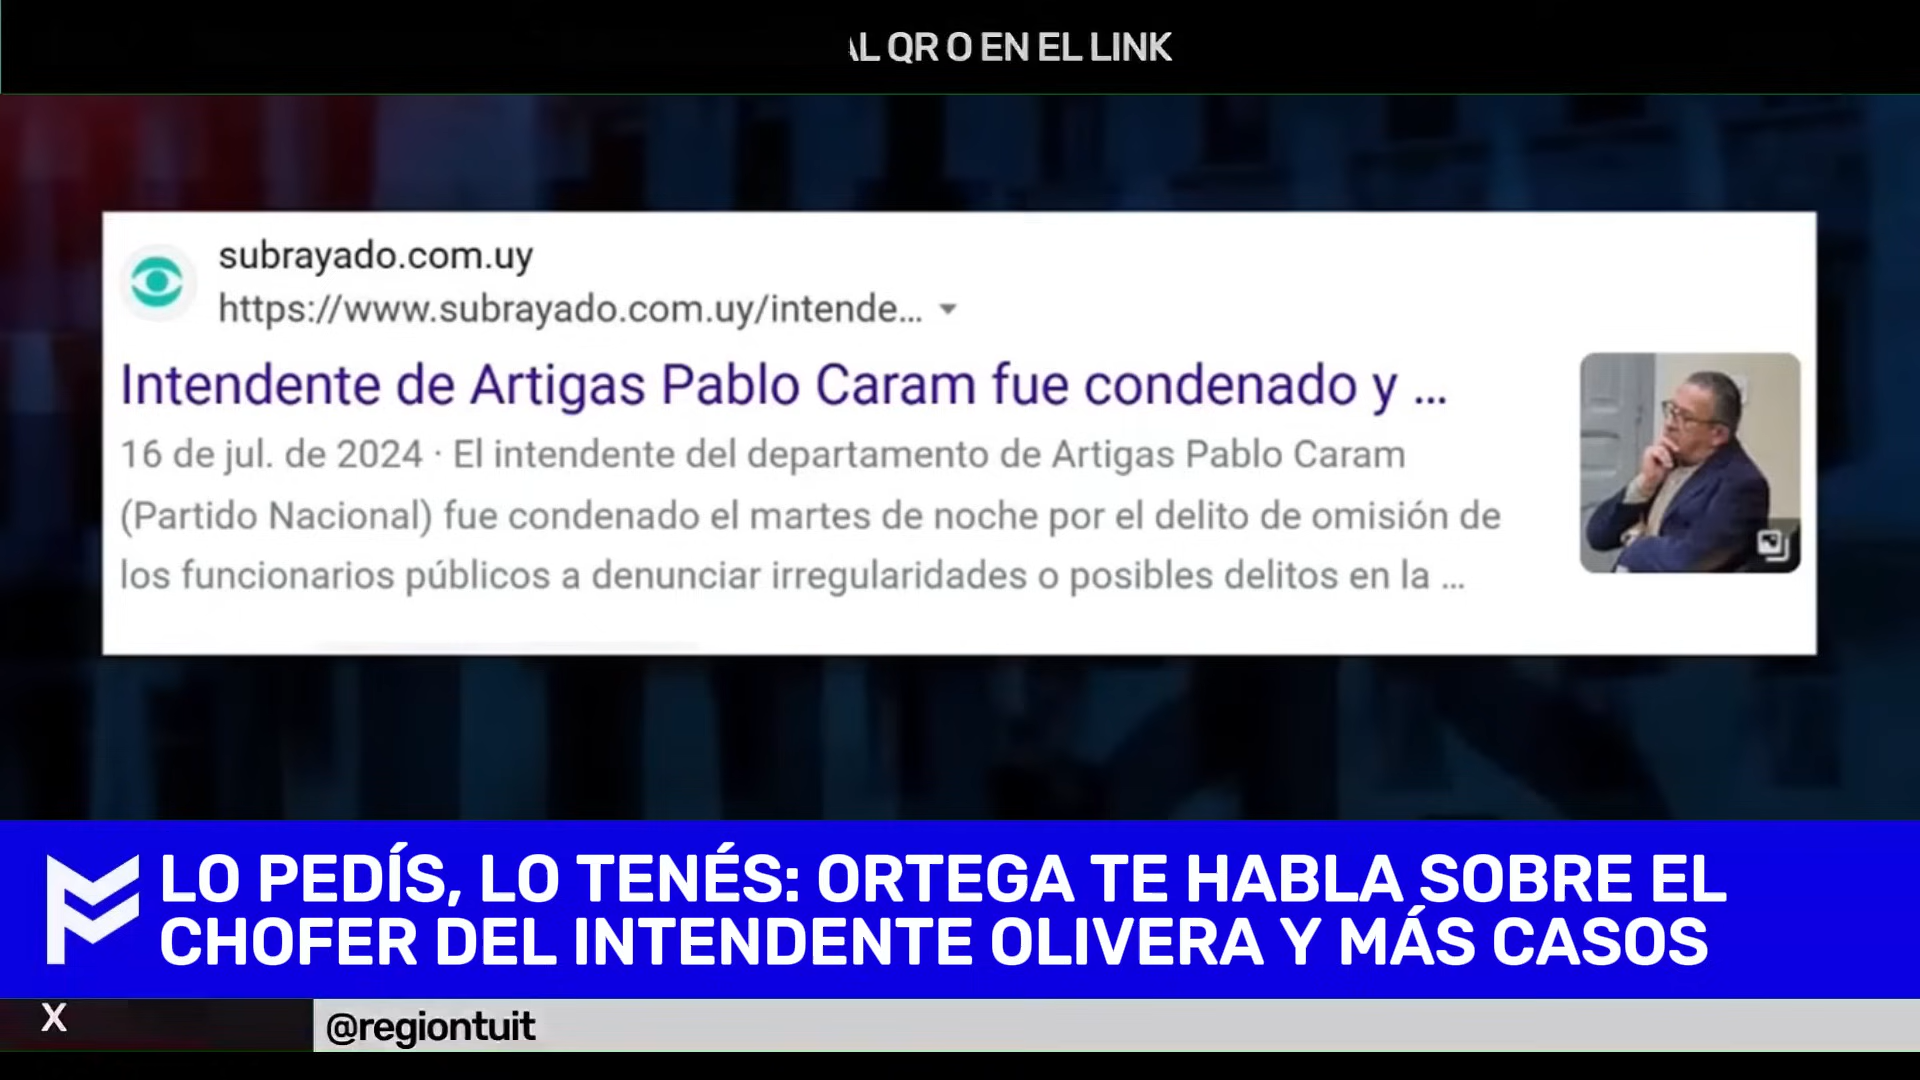 AL QR O EN EL LINK
subrayado.com.uy
https://www.subrayado.com.uy/intende...
Intendente de Artigas Pablo Caram fue condenado y ...
16 de jul. de 2024 · El intendente del departamento de Artigas Pablo Caram
(Partido Nacional) fue condenado el martes de noche por el delito de omisión de
los funcionarios públicos a denunciar irregularidades o posibles delitos en la ...
LO PEDÍS, LO TENÉS: ORTEGA TE HABLA SOBRE EL
CHOFER DEL INTENDENTE OLIVERA Y MÁS CASOS
X
@regiontuit